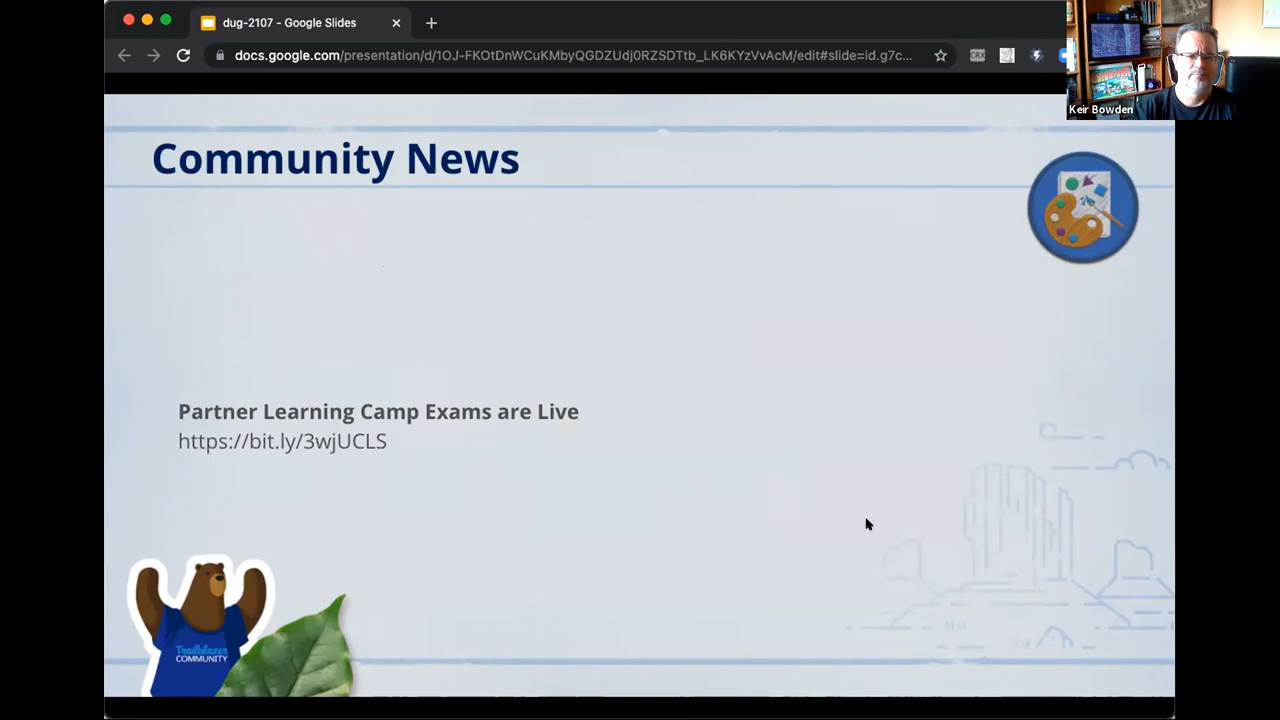 dug-2107 - Google Slides
docs.google.com/presentation/d/1OJ-FKOtDnWCuKMbyQGDZUdj0RZSDTtb_LK6KYzVvAcM/edit#slide=id.g7c...
Keir Bowden
Community News
Partner Learning Camp Exams are Live
https://bit.ly/3wjUCLS
Trailblazer
COMMUNITY